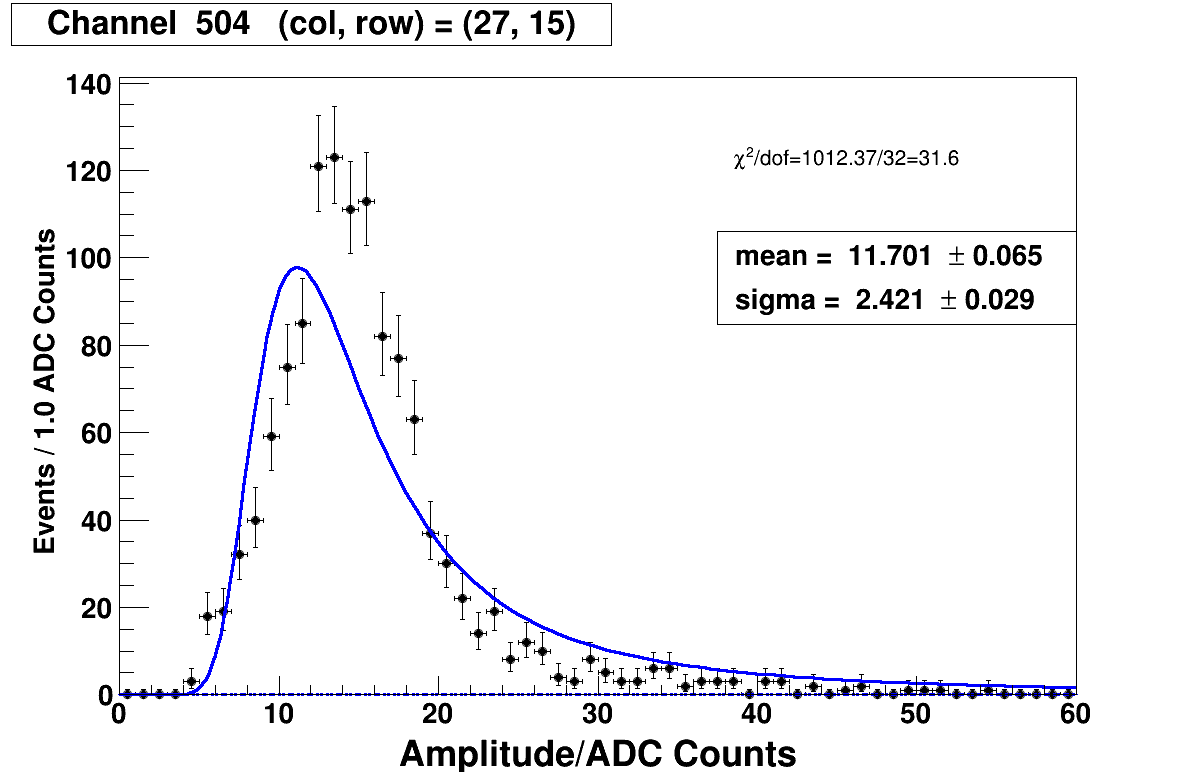 Channel 504 (col, row) = (27, 15)
140
120
100
80
60
40
20
0
Events / 1.0 ADC Counts
χ²/dof=1012.37/32=31.6
mean = 11.701 ± 0.065
sigma = 2.421 ± 0.029
0 10 20 30 40 50 60
Amplitude/ADC Counts